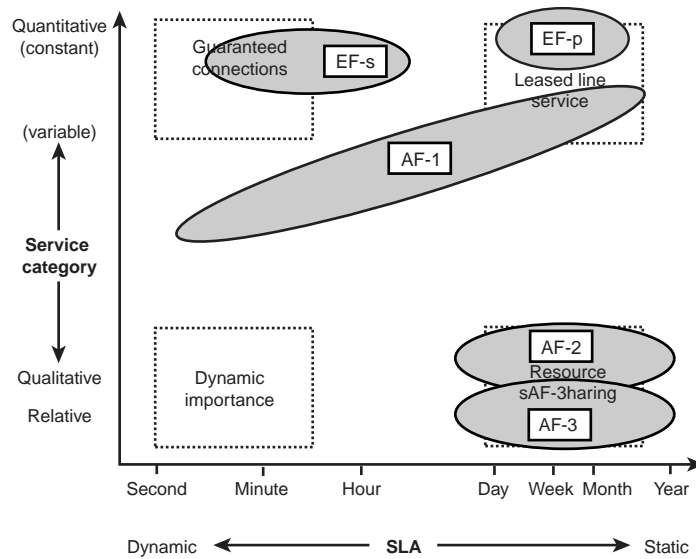 Quantitative
(constant)
Guaranteed
connections
EF-s
EF-p
Leased line
service
(variable)
AF-1
Service
category
AF-2
Qualitative
Dynamic
importance
Resource
sAF-3haring
Relative
AF-3
Second
Minute
Hour
Day
Week
Month
Year
Dynamic
SLA
Static